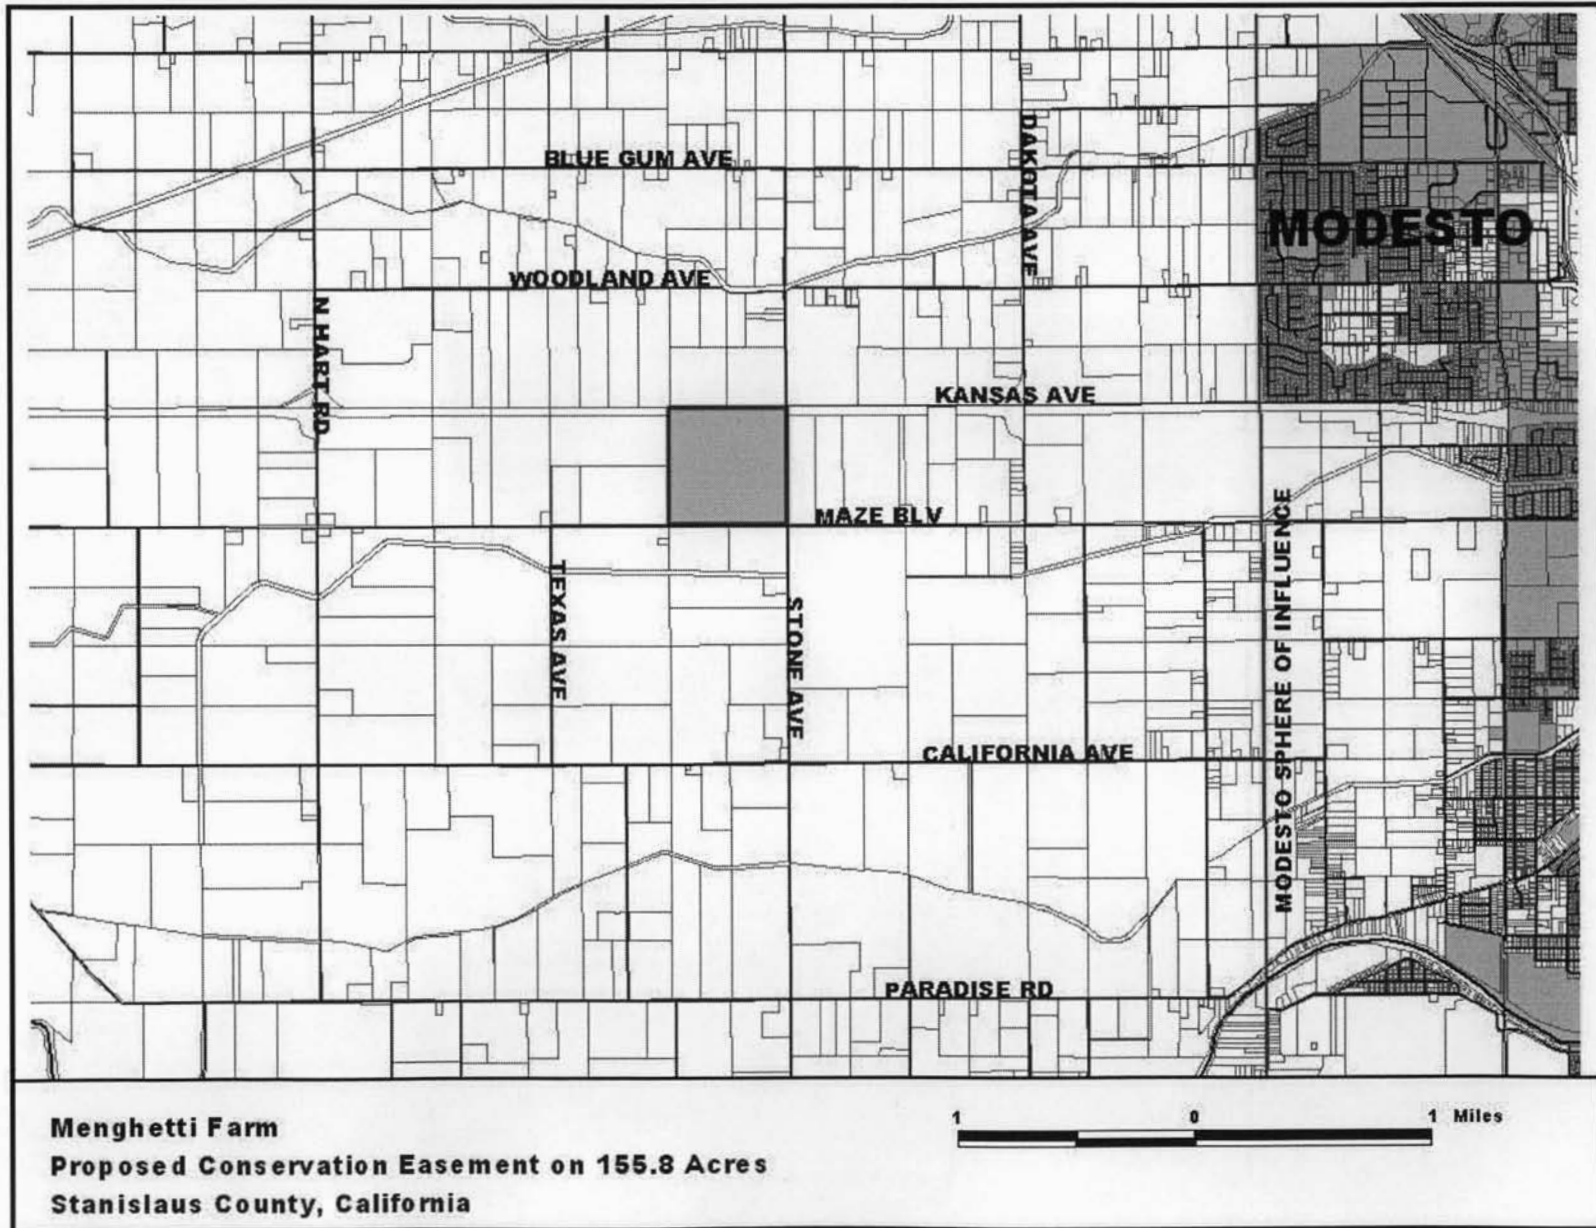 BLUE GUM AVE
DAKOTA AVE
MODESTO
WOODLAND AVE
N HART RD
KANSAS AVE
MAZE BLV
MODESTO SPHERE OF INFLUENCE
TEXAS AVE
STONE AVE
CALIFORNIA AVE
PARADISE RD
1 0 1 Miles
Menghetti Farm
Proposed Conservation Easement on 155.8 Acres
Stanislaus County, California